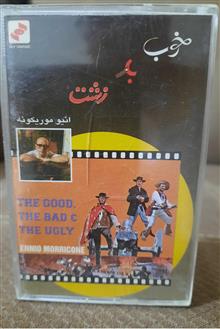 خوب
بد
زشت
انیو موریکونه
THE GOOD,
THE BAD &
THE UGLY
ENNIO MORRICONE